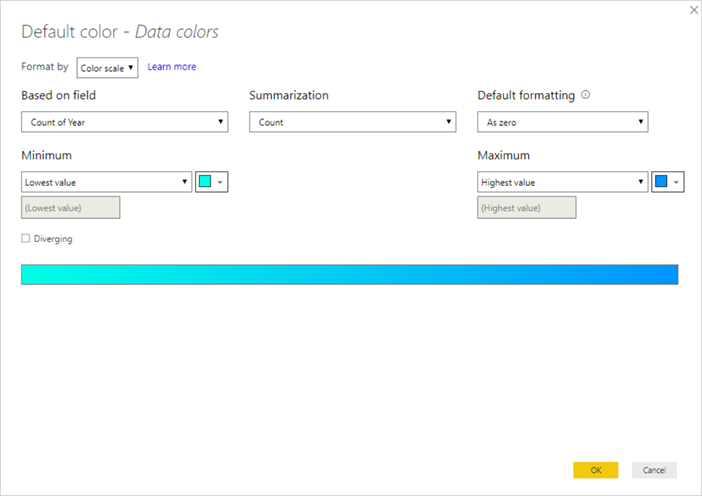 Default color - Data colors
Format by Color scale Learn more
Based on field Summarization Default formatting
Count of Year Count As zero
Minimum Maximum
Lowest value Highest value
(Lowest value) (Highest value)
Diverging
OK Cancel